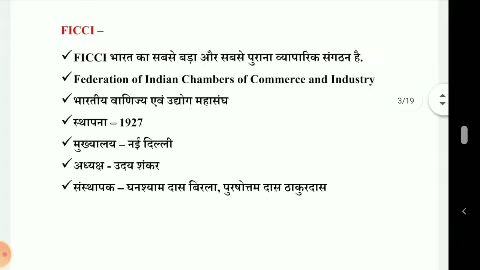 FICCI –
✓FICCI भारत का सबसे बड़ा और सबसे पुराना व्यापारिक संगठन है.
✓Federation of Indian Chambers of Commerce and Industry
✓भारतीय वाणिज्य एवं उद्योग महासंघ
3/19
✓स्थापना – 1927
✓मुख्यालय – नई दिल्ली
✓अध्यक्ष - उदय शंकर
✓संस्थापक – घनश्याम दास बिरला, पुरषोत्तम दास ठाकुरदास